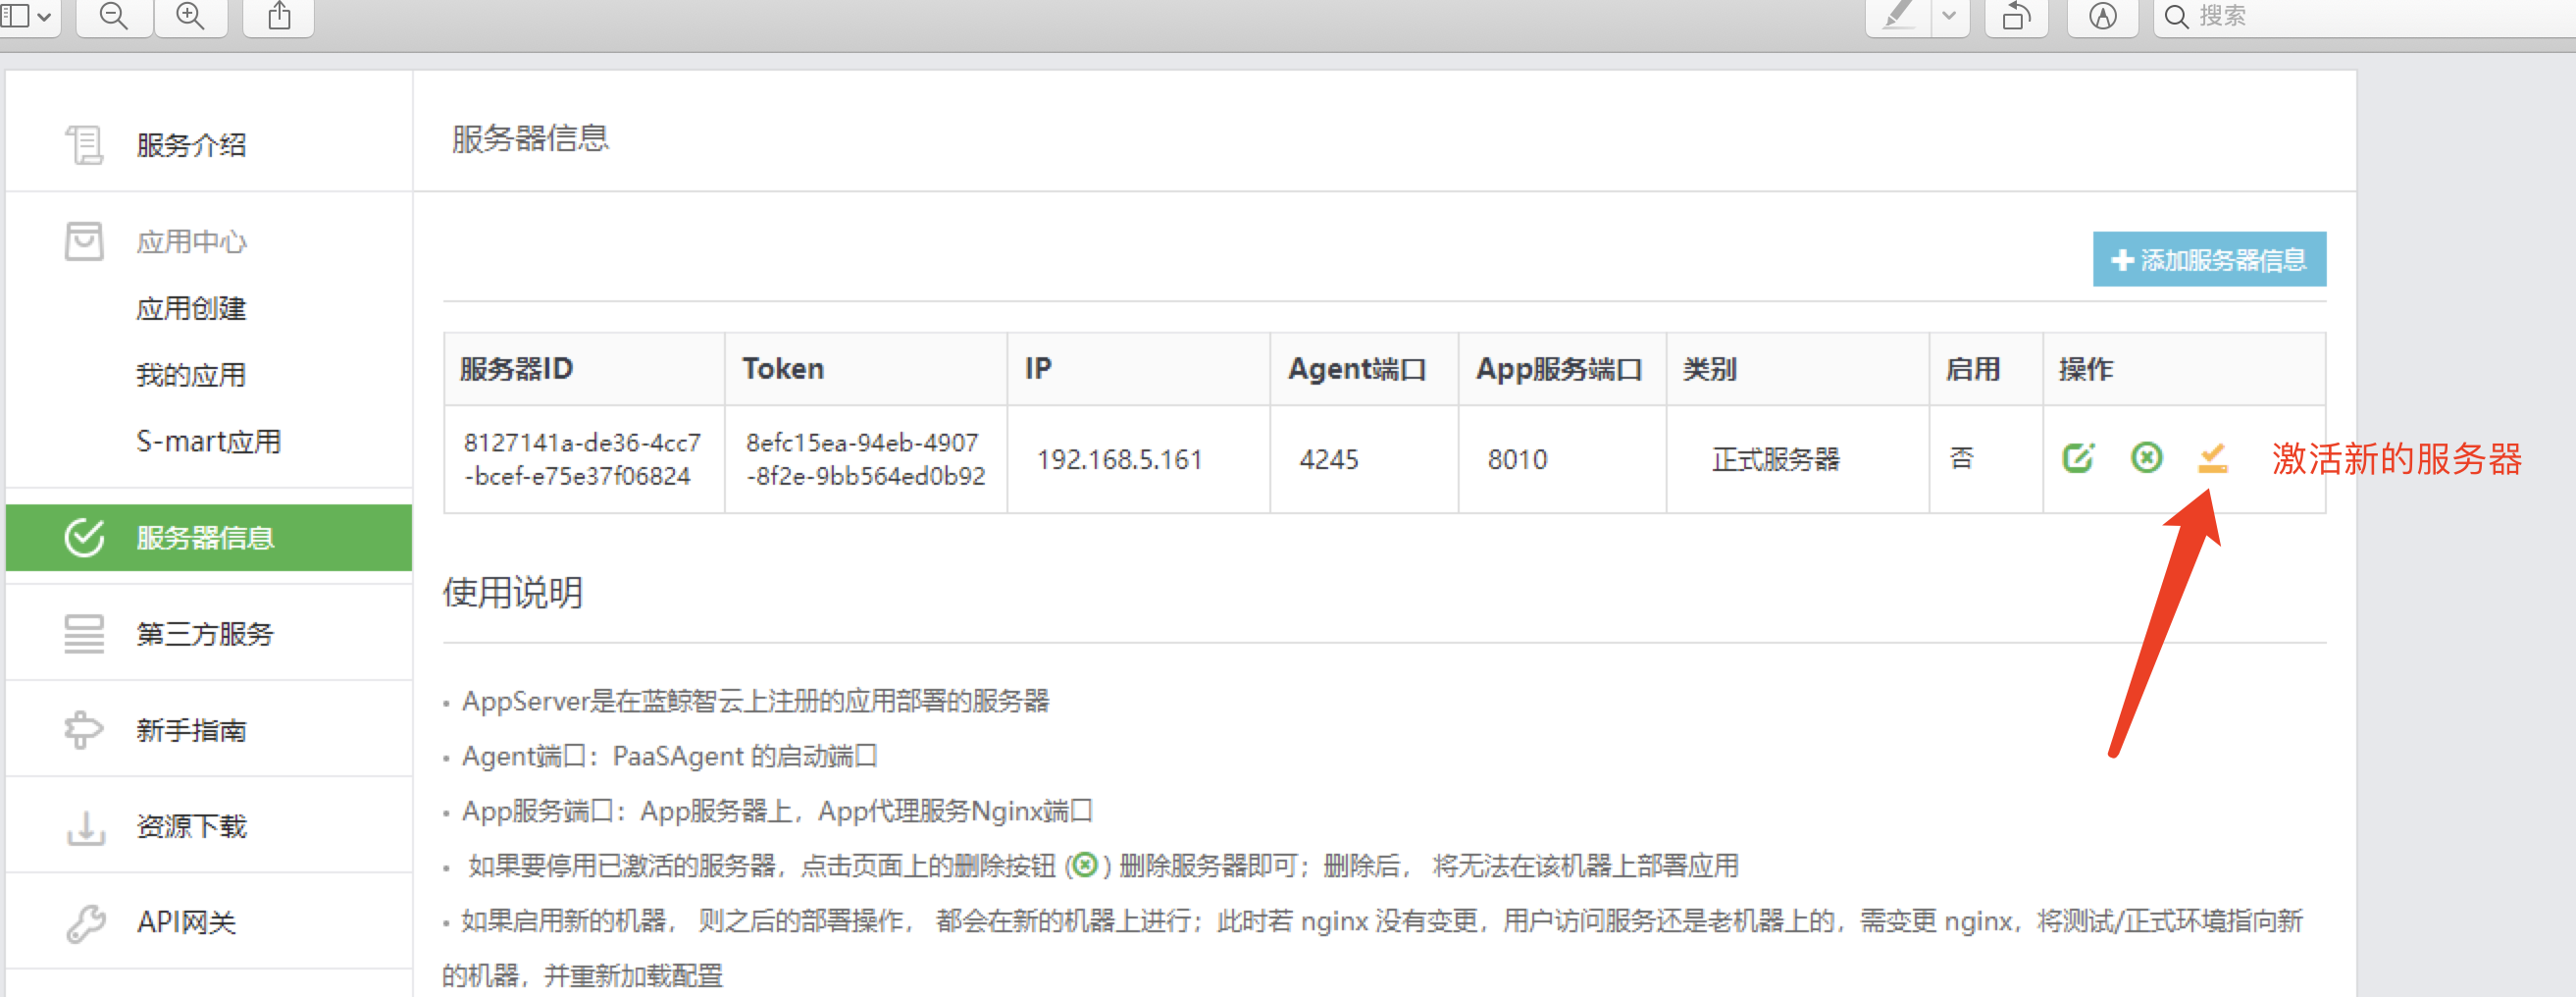 搜索
服务介绍
应用中心
应用创建
我的应用
S-mart应用
服务器信息
第三方服务
新手指南
资源下载
API网关
服务器信息
添加服务器信息
服务器ID Token IP Agent端口 App服务端口 类别 启用 操作
8127141a-de36-4cc7 8efc15ea-94eb-4907
-bcef-e75e37f06824 -8f2e-9bb564ed0b92 192.168.5.161 4245 8010 正式服务器 否
激活新的服务器
使用说明
• AppServer是在蓝鲸智云上注册的应用部署的服务器
• Agent端口：PaaSAgent 的启动端口
• App服务端口：App服务器上，App代理服务Nginx端口
• 如果要停用已激活的服务器，点击页面上的删除按钮 ( ) 删除服务器即可；删除后， 将无法在该机器上部署应用
• 如果启用新的机器， 则之后的部署操作， 都会在新的机器上进行；此时若 nginx 没有变更，用户访问服务还是老机器上的，需变更 nginx，将测试/正式环境指向新
的机器，并重新加载配置